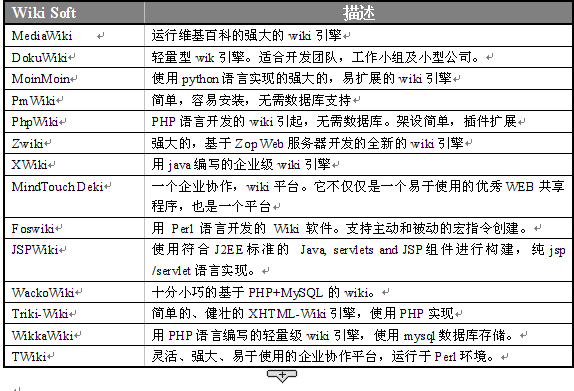 Wiki Soft 描述
MediaWiki 运行维基百科的强大的 wiki 引擎
DokuWiki 轻量型 wik 引擎。适合开发团队，工作小组及小型公司。
MoinMoin 使用 python 语言实现的强大的，易扩展的 wiki 引擎
PmWiki 简单，容易安装，无需数据库支持
PhpWiki PHP 语言开发的 wiki 引起，无需数据库。架设简单，插件扩展
Zwiki 强大的，基于 Zop Web 服务器开发的全新的 wiki 引擎
XWiki 用 java 编写的企业级 wiki 引擎
MindTouch Deki 一个企业协作，wiki 平台。它不仅仅是一个易于使用的优秀 WEB 共享
程序，也是一个平台
Foswiki 用 Perl 语言开发的 Wiki 软件。支持主动和被动的宏指令创建。
JSPWiki 使用符合 J2EE 标准的 Java, servlets and JSP 组件进行构建，纯 jsp
/servlet 语言实现。
WackoWiki 十分小巧的基于 PHP+MySQL 的 wiki。
Triki-Wiki 简单的、健壮的 XHTML-Wiki 引擎，使用 PHP 实现
WikkaWiki 用 PHP 语言编写的轻量级 wiki 引擎，使用 mysql 数据库存储。
TWiki 灵活、强大、易于使用的企业协作平台，运行于 Perl 环境。